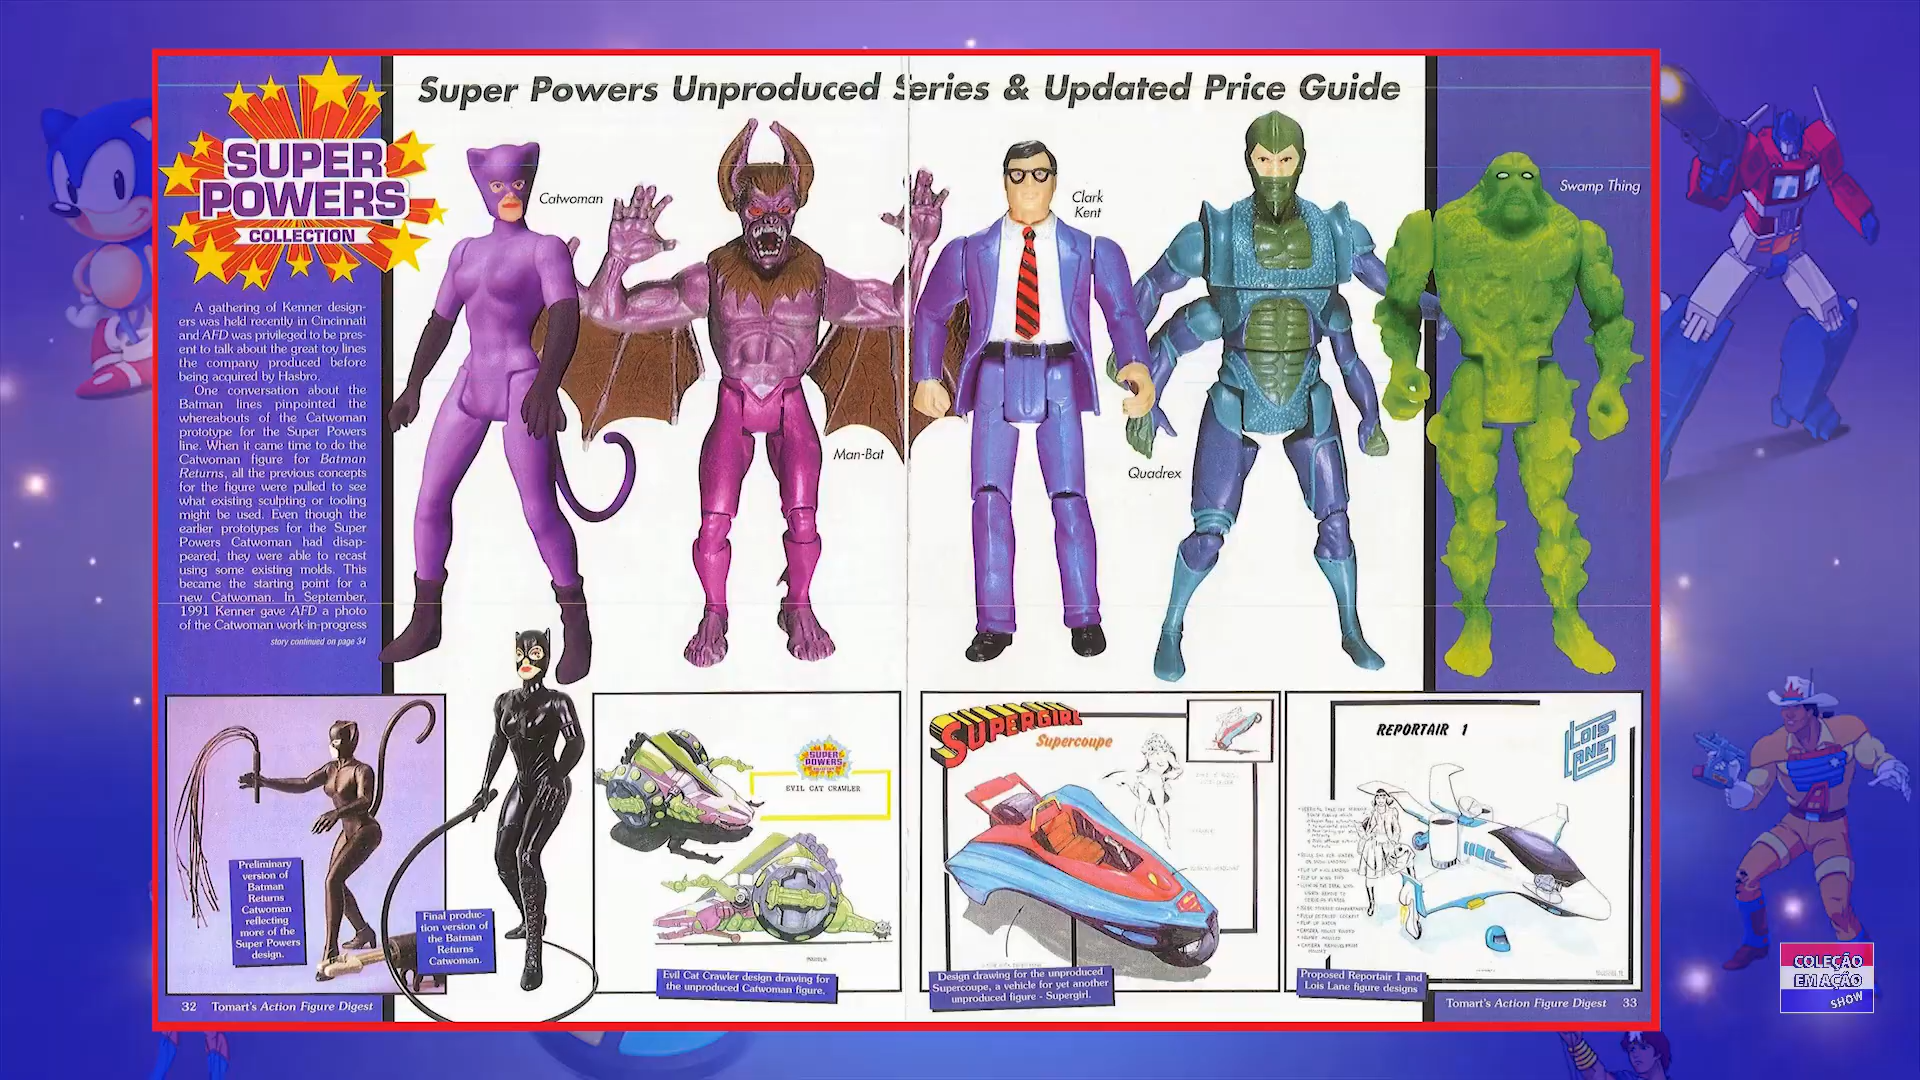 Super Powers Unproduced Series & Updated Price Guide
SUPER
POWERS
COLLECTION
A gathering of Kenner design-
ers was held recently in Cincinnati
and AFD was privileged to be pres-
ent to talk about the great toy lines
the company produced before
being acquired by Hasbro.
One conversation about the
Batman lines pinpointed the
whereabouts of the Catwoman
prototype for the Super Powers
line. When it came time to do the
Catwoman figure for Batman
Returns, all the previous concepts
for the figure were pulled to see
what existing sculpting or tooling
might be used. Even though the
earlier prototypes for the Super
Powers Catwoman had disap-
peared, they were able to recast
using some existing molds. This
became the starting point for a
new Catwoman. In September,
1991 Kenner gave AFD a photo
of the Catwoman work-in-progress
story continued on page 34
Catwoman
Man-Bat
Clark
Kent
Quadrex
Swamp Thing
Preliminary
version of
Batman
Returns
Catwoman
reflecting
more of the
Super Powers
design.
Final produc-
tion version of
the Batman
Returns
Catwoman.
SUPER
POWERS
EVIL CAT CRAWLER
Evil Cat Crawler design drawing for
the unproduced Catwoman figure.
SUPERGIRL
Supercoupe
Design drawing for the unproduced
Supercoupe, a vehicle for yet another
unproduced figure - Supergirl.
REPORTAIR 1
LOIS
LANE
Proposed Reportair 1 and
Lois Lane figure designs
32 Tomart's Action Figure Digest
Tomart's Action Figure Digest 33
COLEÇÃO
EM AÇÃO
SHOW